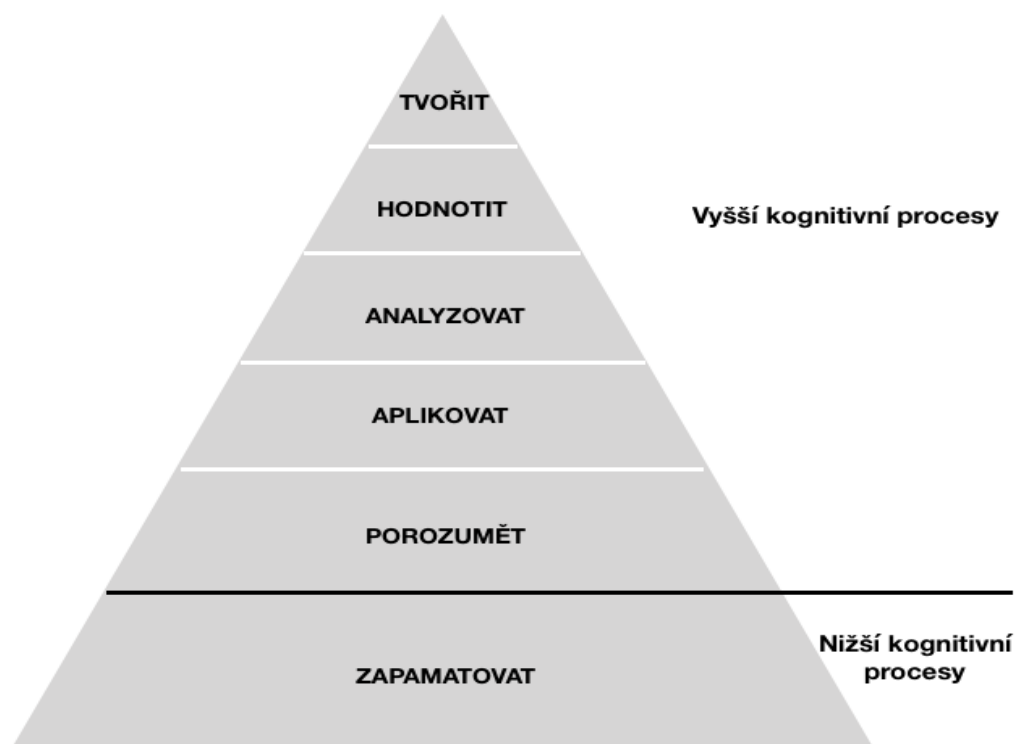 TVOŘIT
HODNOTIT
Vyšší kognitivní procesy
ANALYZOVAT
APLIKOVAT
POROZUMĚT
Nižší kognitivní
procesy
ZAPAMATOVAT